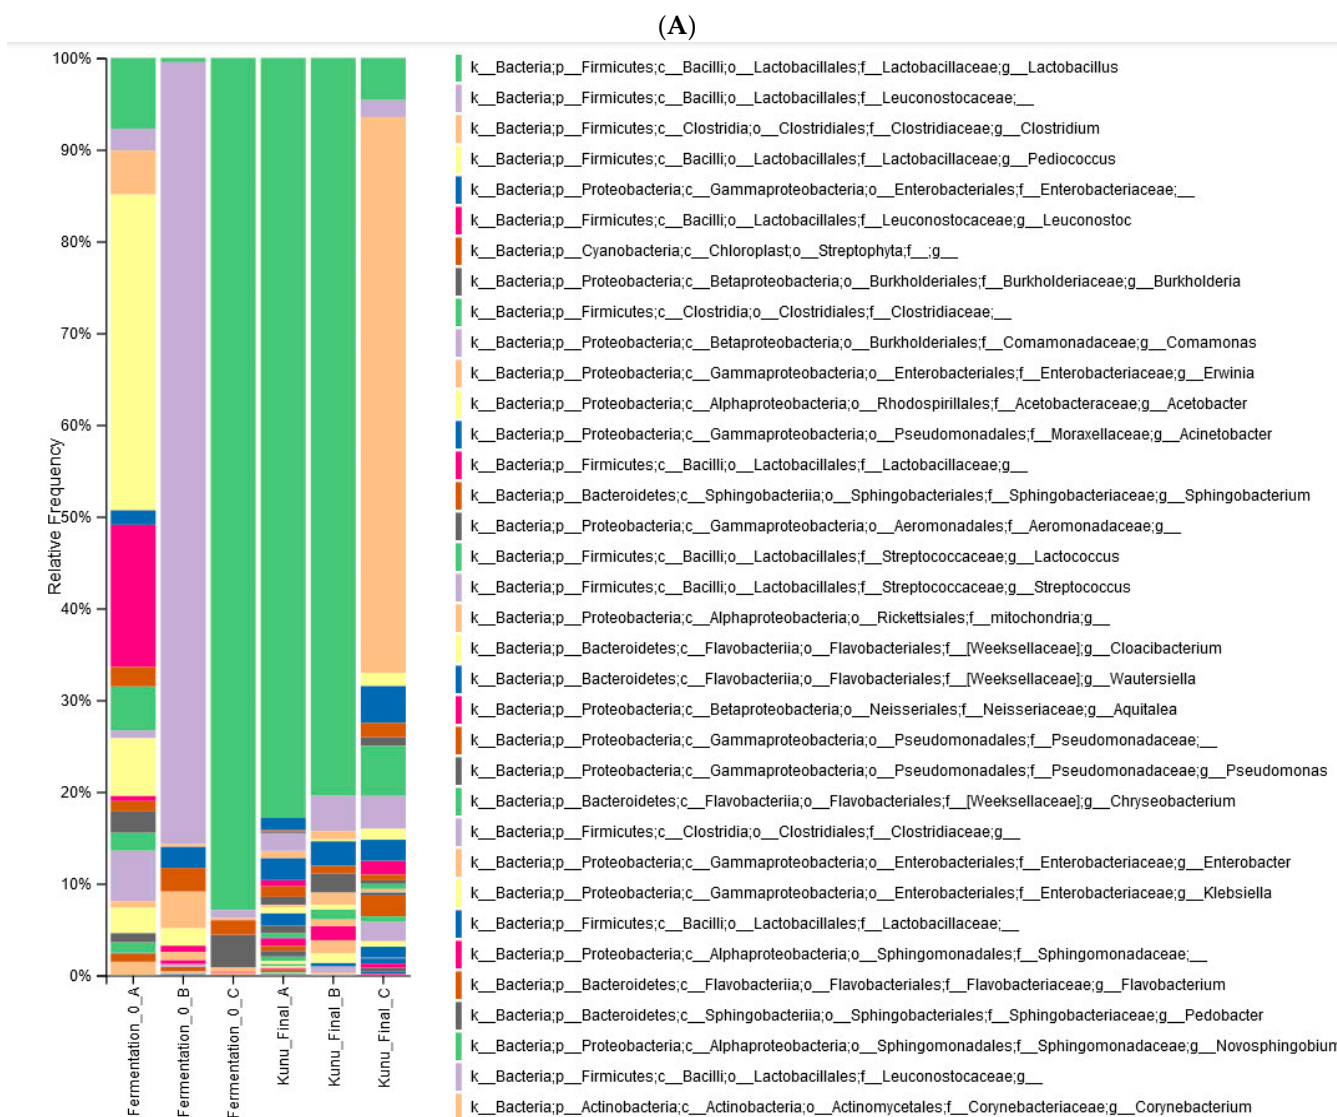 (A)
100%
90%
80%
70%
60%
50%
40%
30%
20%
10%
0%
Relative Frequency
Fermentation_0_A
Fermentation_0_B
Fermentation_0_C
Kunu_Final_A
Kunu_Final_B
Kunu_Final_C
k__Bacteria;p__Firmicutes;c__Bacilli;o__Lactobacillales;f__Lactobacillaceae;g__Lactobacillus
k__Bacteria;p__Firmicutes;c__Bacilli;o__Lactobacillales;f__Leuconostocaceae;__
k__Bacteria;p__Firmicutes;c__Clostridia;o__Clostridiales;f__Clostridiaceae;g__Clostridium
k__Bacteria;p__Firmicutes;c__Bacilli;o__Lactobacillales;f__Lactobacillaceae;g__Pediococcus
k__Bacteria;p__Proteobacteria;c__Gammaproteobacteria;o__Enterobacteriales;f__Enterobacteriaceae;__
k__Bacteria;p__Firmicutes;c__Bacilli;o__Lactobacillales;f__Leuconostocaceae;g__Leuconostoc
k__Bacteria;p__Cyanobacteria;c__Chloroplast;o__Streptophyta;f__;g__
k__Bacteria;p__Proteobacteria;c__Betaproteobacteria;o__Burkholderiales;f__Burkholderiaceae;g__Burkholderia
k__Bacteria;p__Firmicutes;c__Clostridia;o__Clostridiales;f__Clostridiaceae;__
k__Bacteria;p__Proteobacteria;c__Betaproteobacteria;o__Burkholderiales;f__Comamonadaceae;g__Comamonas
k__Bacteria;p__Proteobacteria;c__Gammaproteobacteria;o__Enterobacteriales;f__Enterobacteriaceae;g__Erwinia
k__Bacteria;p__Proteobacteria;c__Alphaproteobacteria;o__Rhodospirillales;f__Acetobacteraceae;g__Acetobacter
k__Bacteria;p__Proteobacteria;c__Gammaproteobacteria;o__Pseudomonadales;f__Moraxellaceae;g__Acinetobacter
k__Bacteria;p__Firmicutes;c__Bacilli;o__Lactobacillales;f__Lactobacillaceae;g__
k__Bacteria;p__Bacteroidetes;c__Sphingobacteriia;o__Sphingobacteriales;f__Sphingobacteriaceae;g__Sphingobacterium
k__Bacteria;p__Proteobacteria;c__Gammaproteobacteria;o__Aeromonadales;f__Aeromonadaceae;g__
k__Bacteria;p__Firmicutes;c__Bacilli;o__Lactobacillales;f__Streptococcaceae;g__Lactococcus
k__Bacteria;p__Firmicutes;c__Bacilli;o__Lactobacillales;f__Streptococcaceae;g__Streptococcus
k__Bacteria;p__Proteobacteria;c__Alphaproteobacteria;o__Rickettsiales;f__mitochondria;g__
k__Bacteria;p__Bacteroidetes;c__Flavobacteriia;o__Flavobacteriales;f__[Weeksellaceae];g__Cloacibacterium
k__Bacteria;p__Bacteroidetes;c__Flavobacteriia;o__Flavobacteriales;f__[Weeksellaceae];g__Wautersiella
k__Bacteria;p__Proteobacteria;c__Betaproteobacteria;o__Neisseriales;f__Neisseriaceae;g__Aquitalea
k__Bacteria;p__Proteobacteria;c__Gammaproteobacteria;o__Pseudomonadales;f__Pseudomonadaceae;__
k__Bacteria;p__Proteobacteria;c__Gammaproteobacteria;o__Pseudomonadales;f__Pseudomonadaceae;g__Pseudomonas
k__Bacteria;p__Bacteroidetes;c__Flavobacteriia;o__Flavobacteriales;f__[Weeksellaceae];g__Chryseobacterium
k__Bacteria;p__Firmicutes;c__Clostridia;o__Clostridiales;f__Clostridiaceae;g__
k__Bacteria;p__Proteobacteria;c__Gammaproteobacteria;o__Enterobacteriales;f__Enterobacteriaceae;g__Enterobacter
k__Bacteria;p__Proteobacteria;c__Gammaproteobacteria;o__Enterobacteriales;f__Enterobacteriaceae;g__Klebsiella
k__Bacteria;p__Firmicutes;c__Bacilli;o__Lactobacillales;f__Lactobacillaceae;__
k__Bacteria;p__Proteobacteria;c__Alphaproteobacteria;o__Sphingomonadales;f__Sphingomonadaceae;__
k__Bacteria;p__Bacteroidetes;c__Flavobacteriia;o__Flavobacteriales;f__Flavobacteriaceae;g__Flavobacterium
k__Bacteria;p__Bacteroidetes;c__Sphingobacteriia;o__Sphingobacteriales;f__Sphingobacteriaceae;g__Pedobacter
k__Bacteria;p__Proteobacteria;c__Alphaproteobacteria;o__Sphingomonadales;f__Sphingomonadaceae;g__Novosphingobium
k__Bacteria;p__Firmicutes;c__Bacilli;o__Lactobacillales;f__Leuconostocaceae;g__
k__Bacteria;p__Actinobacteria;c__Actinobacteria;o__Actinomycetales;f__Corynebacteriaceae;g__Corynebacterium